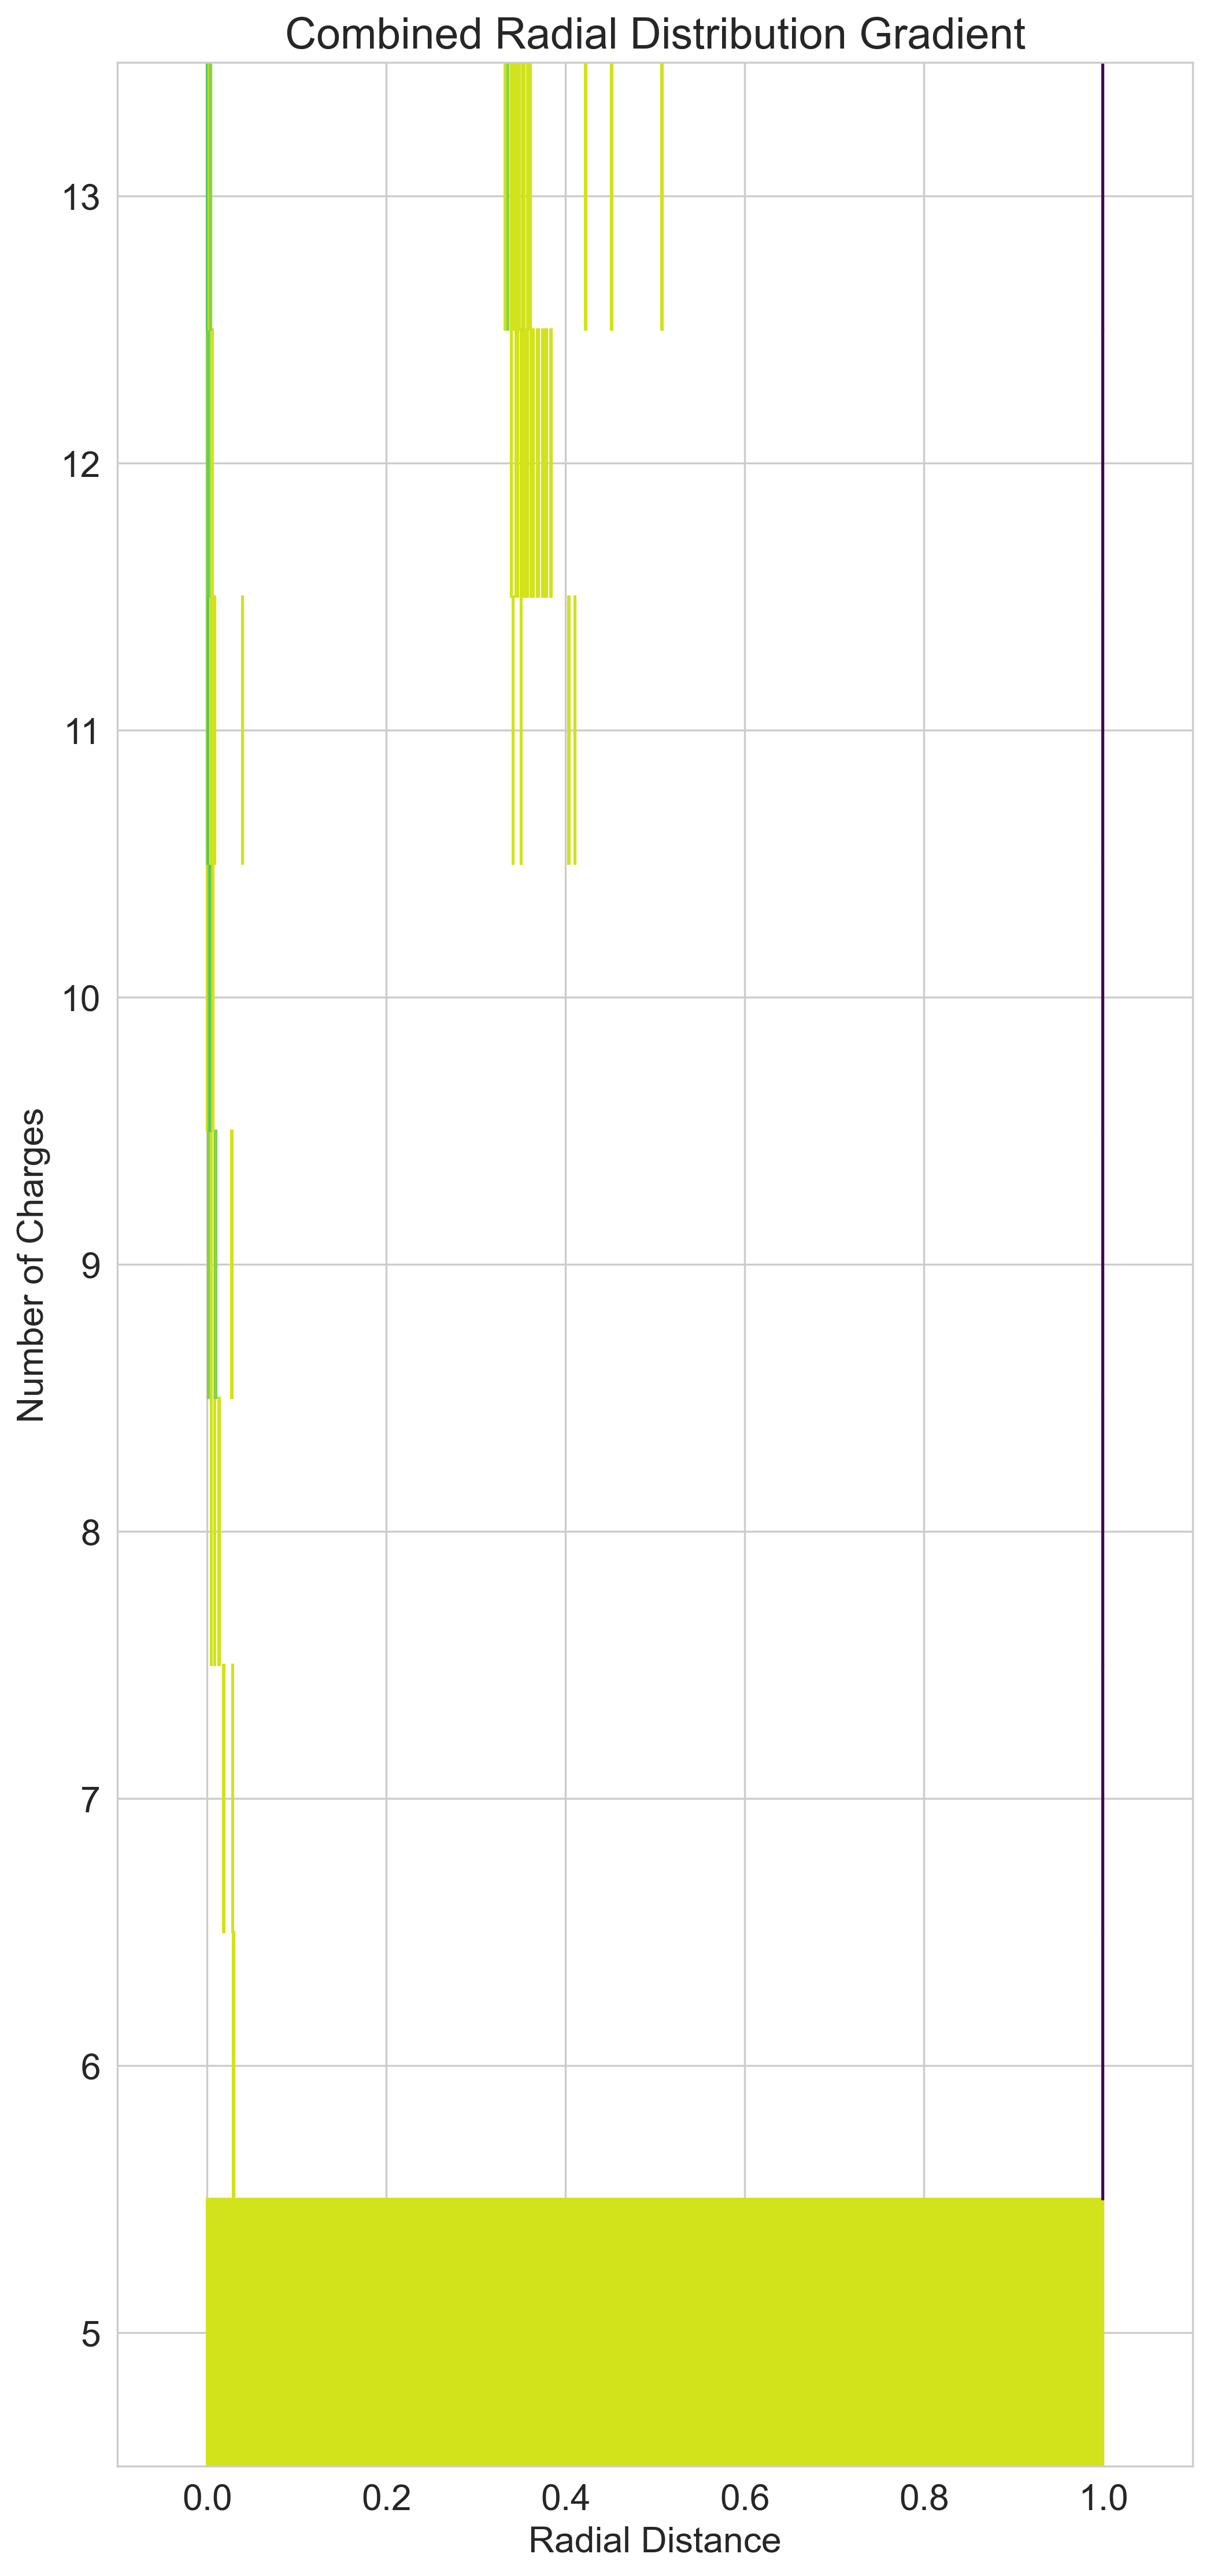 Combined Radial Distribution Gradient
13
12
11
10
9
8
7
6
5
Number of Charges
0.0 0.2 0.4 0.6 0.8 1.0
Radial Distance